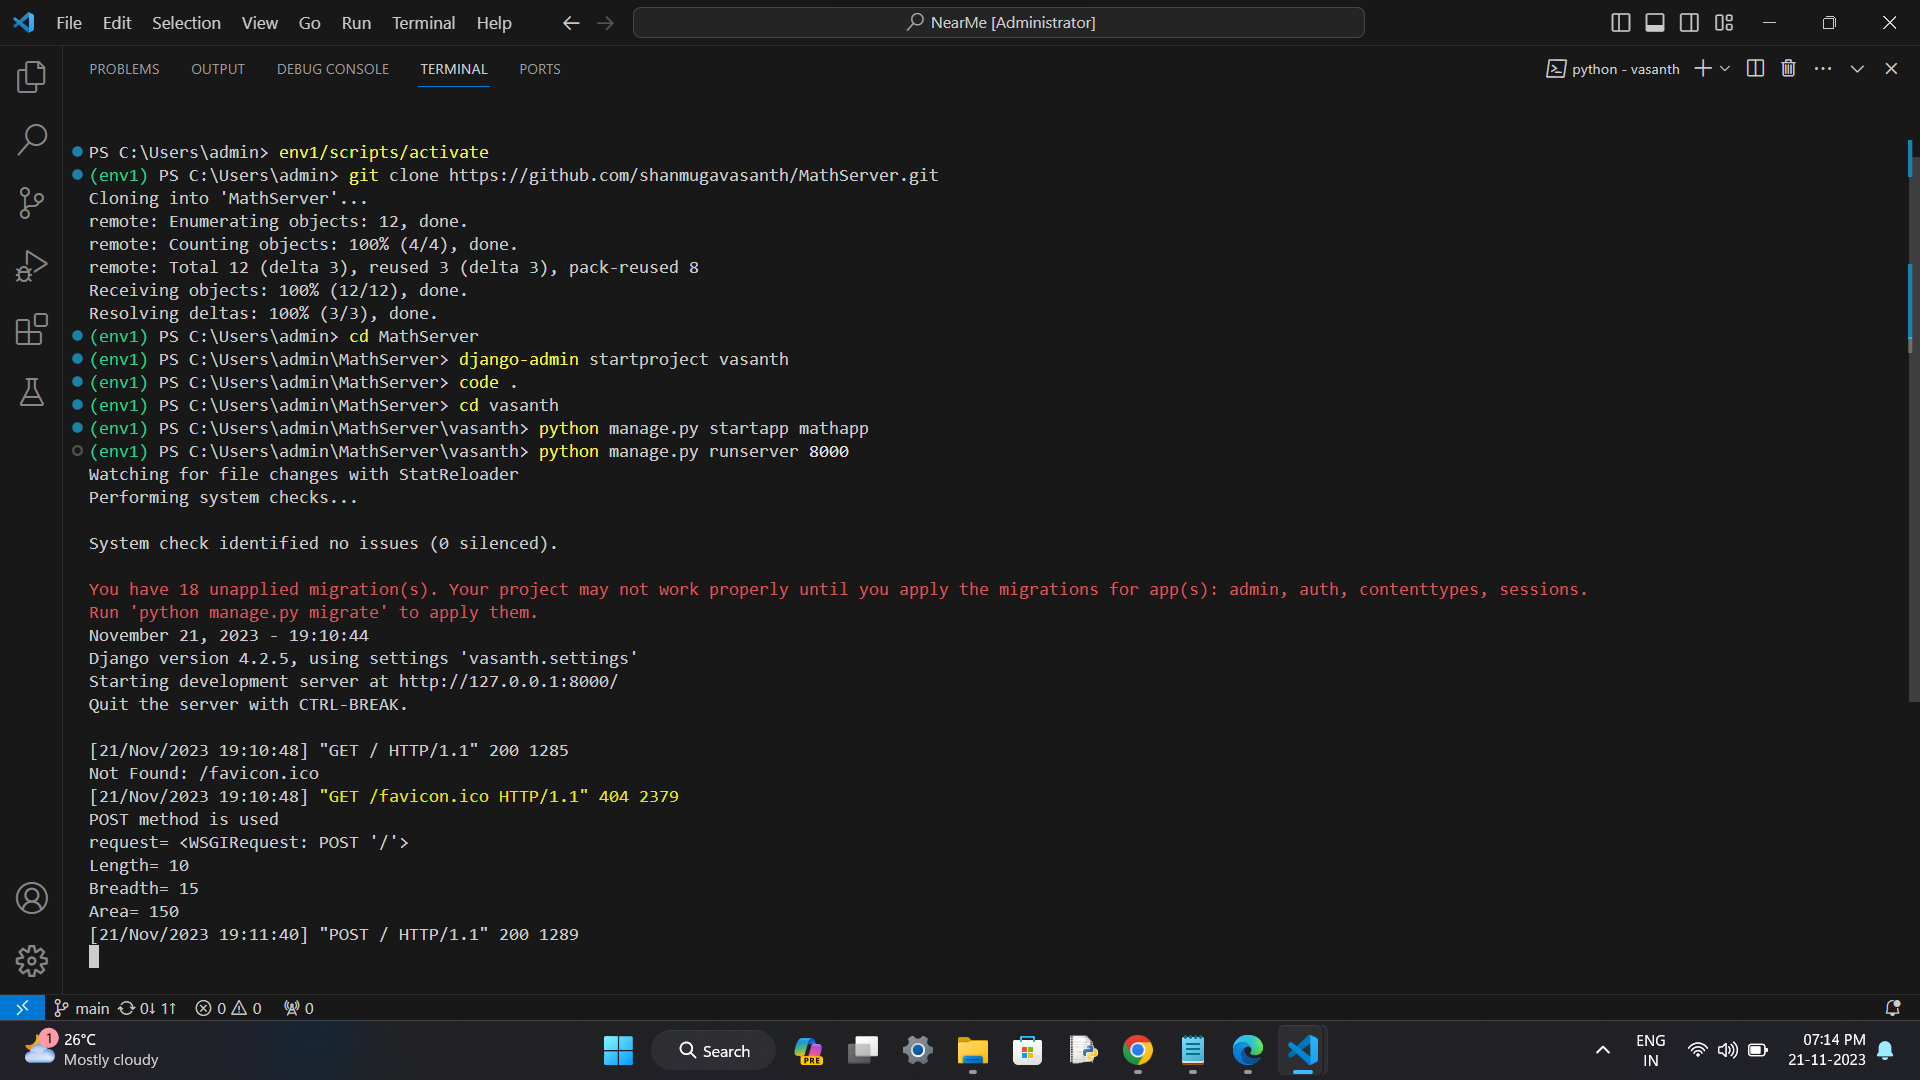 File Edit Selection View Go Run Terminal Help
NearMe [Administrator]
PROBLEMS OUTPUT DEBUG CONSOLE TERMINAL PORTS
python - vasanth
PS C:\Users\admin> env1/scripts/activate
(env1) PS C:\Users\admin> git clone https://github.com/shanmugavasanth/MathServer.git
Cloning into 'MathServer'...
remote: Enumerating objects: 12, done.
remote: Counting objects: 100% (4/4), done.
remote: Total 12 (delta 3), reused 3 (delta 3), pack-reused 8
Receiving objects: 100% (12/12), done.
Resolving deltas: 100% (3/3), done.
(env1) PS C:\Users\admin> cd MathServer
(env1) PS C:\Users\admin\MathServer> django-admin startproject vasanth
(env1) PS C:\Users\admin\MathServer> code .
(env1) PS C:\Users\admin\MathServer> cd vasanth
(env1) PS C:\Users\admin\MathServer\vasanth> python manage.py startapp mathapp
(env1) PS C:\Users\admin\MathServer\vasanth> python manage.py runserver 8000
Watching for file changes with StatReloader
Performing system checks...
System check identified no issues (0 silenced).
You have 18 unapplied migration(s). Your project may not work properly until you apply the migrations for app(s): admin, auth, contenttypes, sessions.
Run 'python manage.py migrate' to apply them.
November 21, 2023 - 19:10:44
Django version 4.2.5, using settings 'vasanth.settings'
Starting development server at http://127.0.0.1:8000/
Quit the server with CTRL-BREAK.
[21/Nov/2023 19:10:48] "GET / HTTP/1.1" 200 1285
Not Found: /favicon.ico
[21/Nov/2023 19:10:48] "GET /favicon.ico HTTP/1.1" 404 2379
POST method is used
request= <WSGIRequest: POST '/'>
Length= 10
Breadth= 15
Area= 150
[21/Nov/2023 19:11:40] "POST / HTTP/1.1" 200 1289
main 0↓ 1↑ 0 0 0
1
26°C
Mostly cloudy
Search
PRE
ENG
IN
07:14 PM
21-11-2023